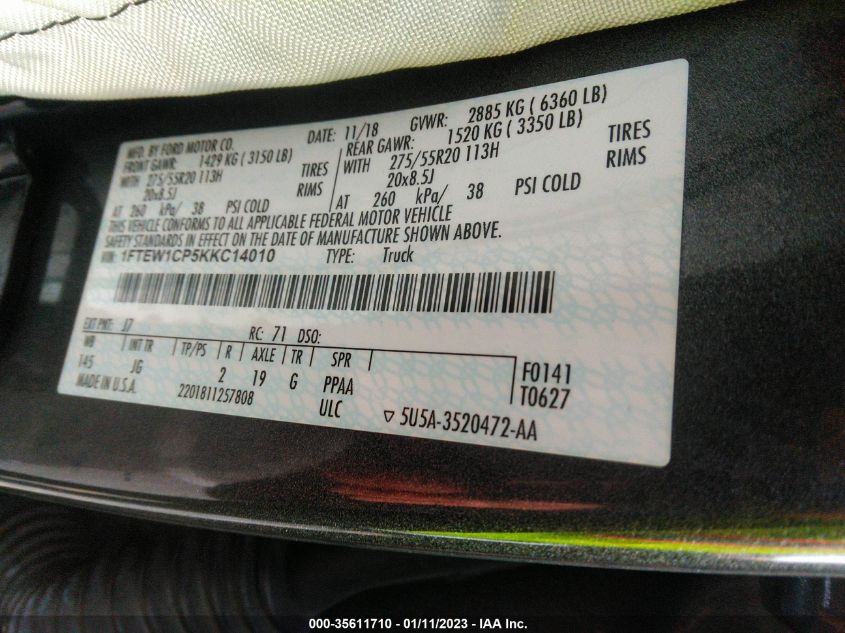 MFD. BY FORD MOTOR CO.
DATE: 11/18 GVWR: 2885 KG ( 6360 LB)
FRONT GAWR: 1429 KG ( 3150 LB)
WITH 275/55R20 113H TIRES
20x8.5J RIMS
AT 260 kPa/ 38 PSI COLD
REAR GAWR: 1520 KG ( 3350 LB)
WITH 275/55R20 113H TIRES
20x8.5J RIMS
AT 260 kPa/ 38 PSI COLD
THIS VEHICLE CONFORMS TO ALL APPLICABLE FEDERAL MOTOR VEHICLE
SAFETY STANDARDS IN EFFECT ON THE DATE OF MANUFACTURE SHOWN ABOVE.
VIN: 1FTEW1CP5KKC14010 TYPE: Truck
EXT PNT: J7 RC: 71 DSO:
WB INT TR TP/PS R AXLE TR SPR
145 JG 2 19 G PPAA
F0141
T0627
MADE IN U.S.A. 2201811257808 ULC
5U5A-3520472-AA
000-35611710 - 01/11/2023 - IAA Inc.